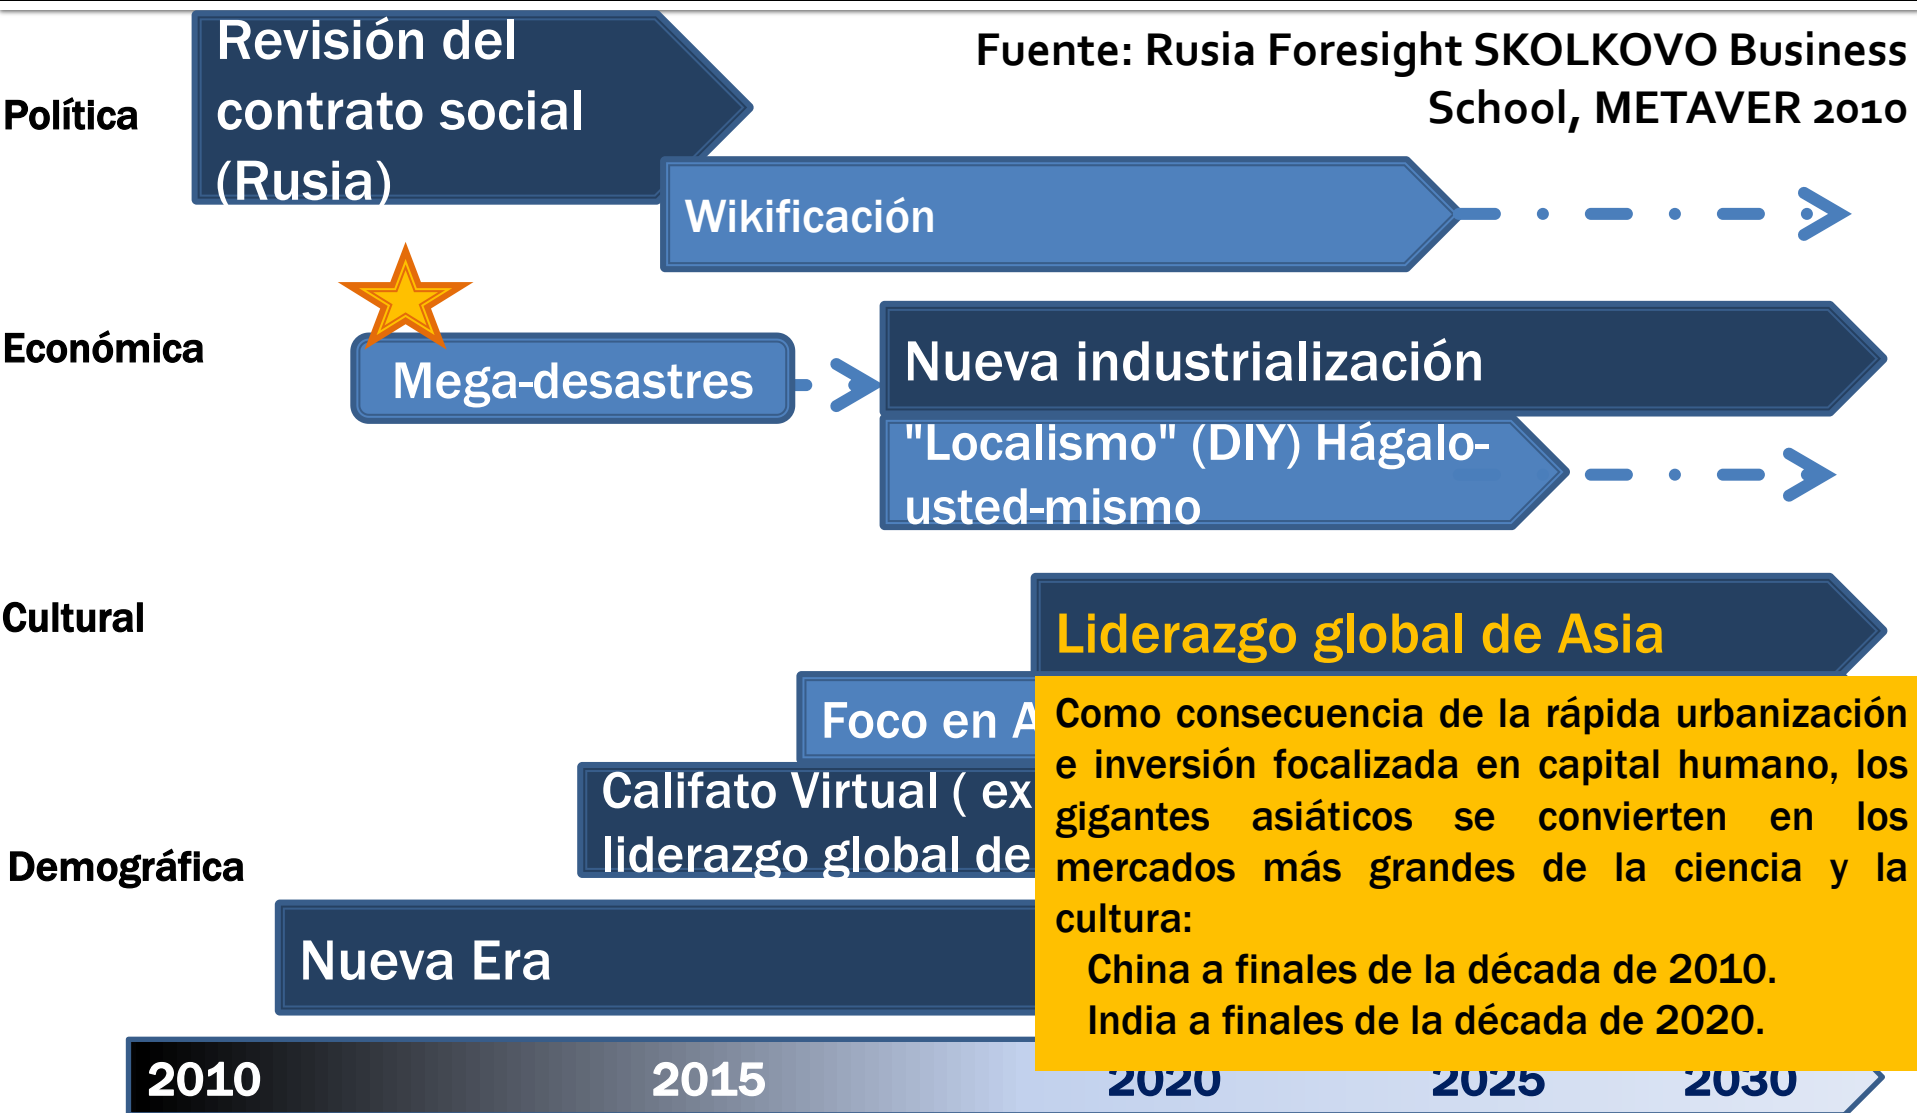 Revisión del
contrato social
(Rusia)
Fuente: Rusia Foresight SKOLKOVO Business
School, METAVER 2010
Política
Wikificación
Económica
Mega-desastres
Nueva industrialización
"Localismo" (DIY) Hágalo-
usted-mismo
Cultural
Liderazgo global de Asia
Foco en A
Califato Virtual ( ex
liderazgo global de
Como consecuencia de la rápida urbanización
e inversión focalizada en capital humano, los
gigantes asiáticos se convierten en los
mercados más grandes de la ciencia y la
cultura:
China a finales de la década de 2010.
India a finales de la década de 2020.
Demográfica
Nueva Era
2010 2015 2020 2025 2030